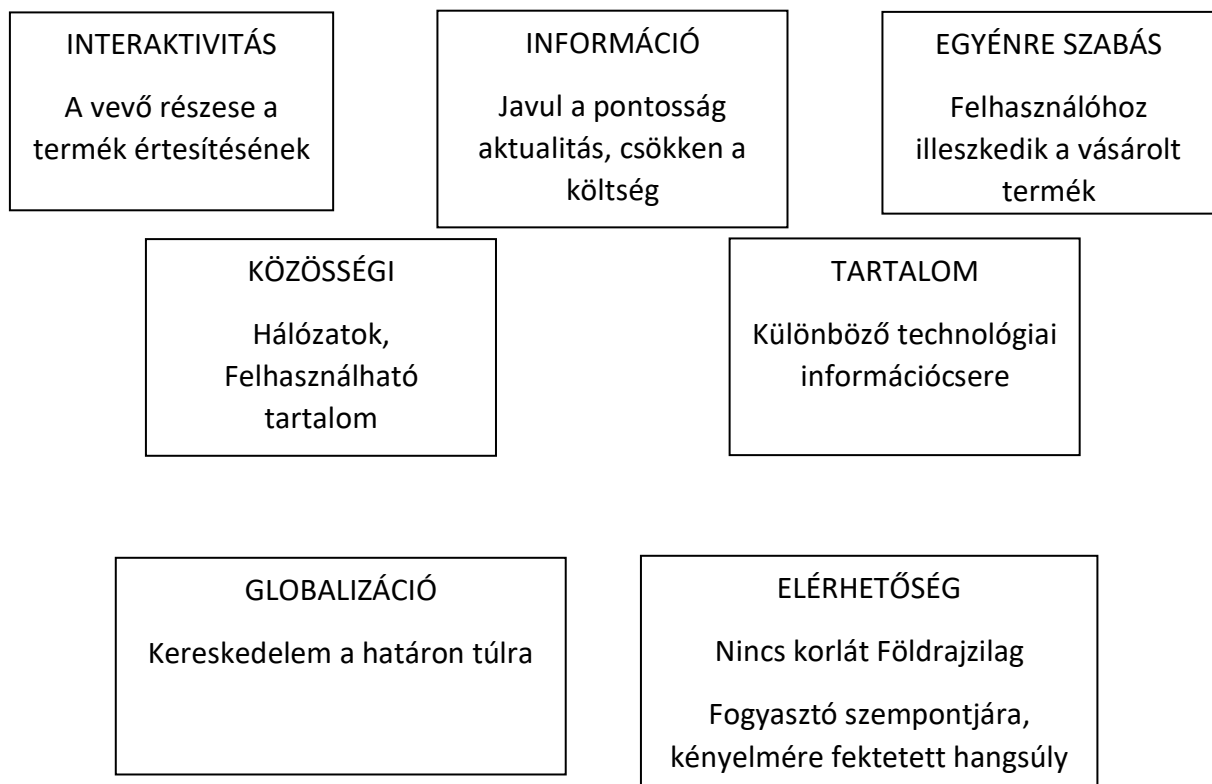 INTERAKTIVITÁS
A vevő részese a
termék értesítésének
INFORMÁCIÓ
Javul a pontosság
aktualitás, csökken a
költség
EGYÉNRE SZABÁS
Felhasználóhoz
illeszkedik a vásárolt
termék
KÖZÖSSÉGI
Hálózatok,
Felhasználható
tartalom
TARTALOM
Különböző technológiai
információcsere
GLOBALIZÁCIÓ
Kereskedelem a határon túlra
ELÉRHETŐSÉG
Nincs korlát Földrajzilag
Fogyasztó szempontjára,
kényelmére fektetett hangsúly